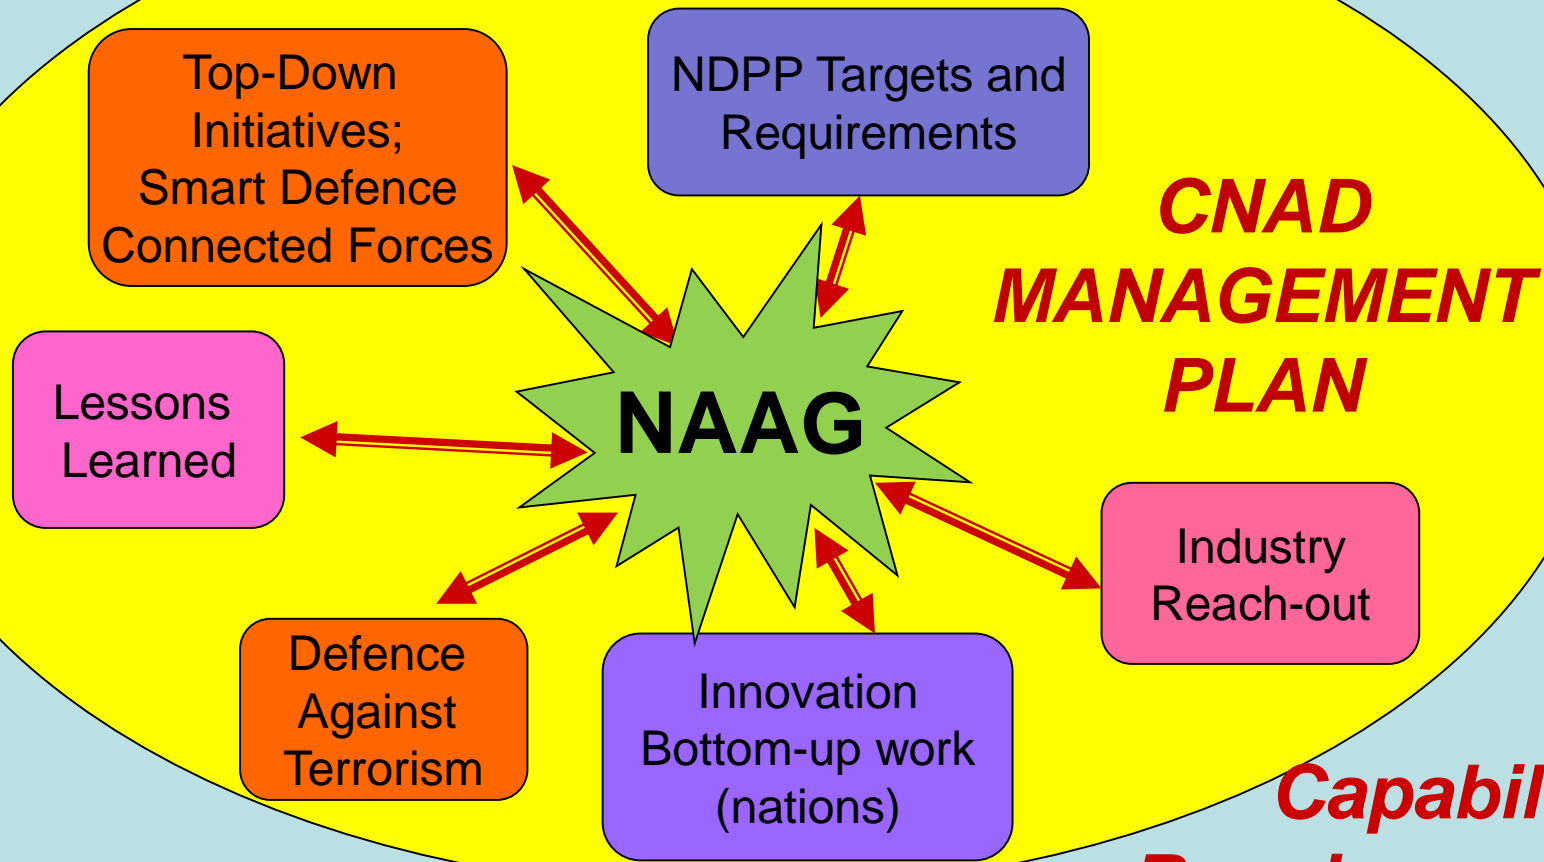 Top-Down
Initiatives;
Smart Defence
Connected Forces
NDPP Targets and
Requirements
CNAD
MANAGEMENT
PLAN
Lessons
Learned
NAAG
Industry
Reach-out
Defence
Against
Terrorism
Innovation
Bottom-up work
(nations)
Capabil